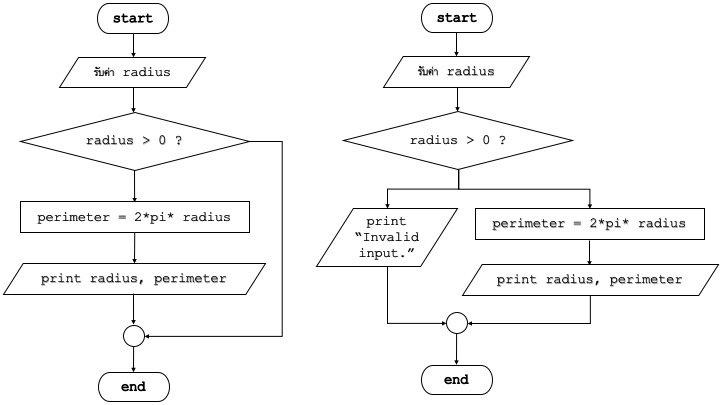 start
รับค่า radius
radius > 0 ?
perimeter = 2*pi* radius
print radius, perimeter
end
start
รับค่า radius
radius > 0 ?
print
“Invalid
input.”
perimeter = 2*pi* radius
print radius, perimeter
end